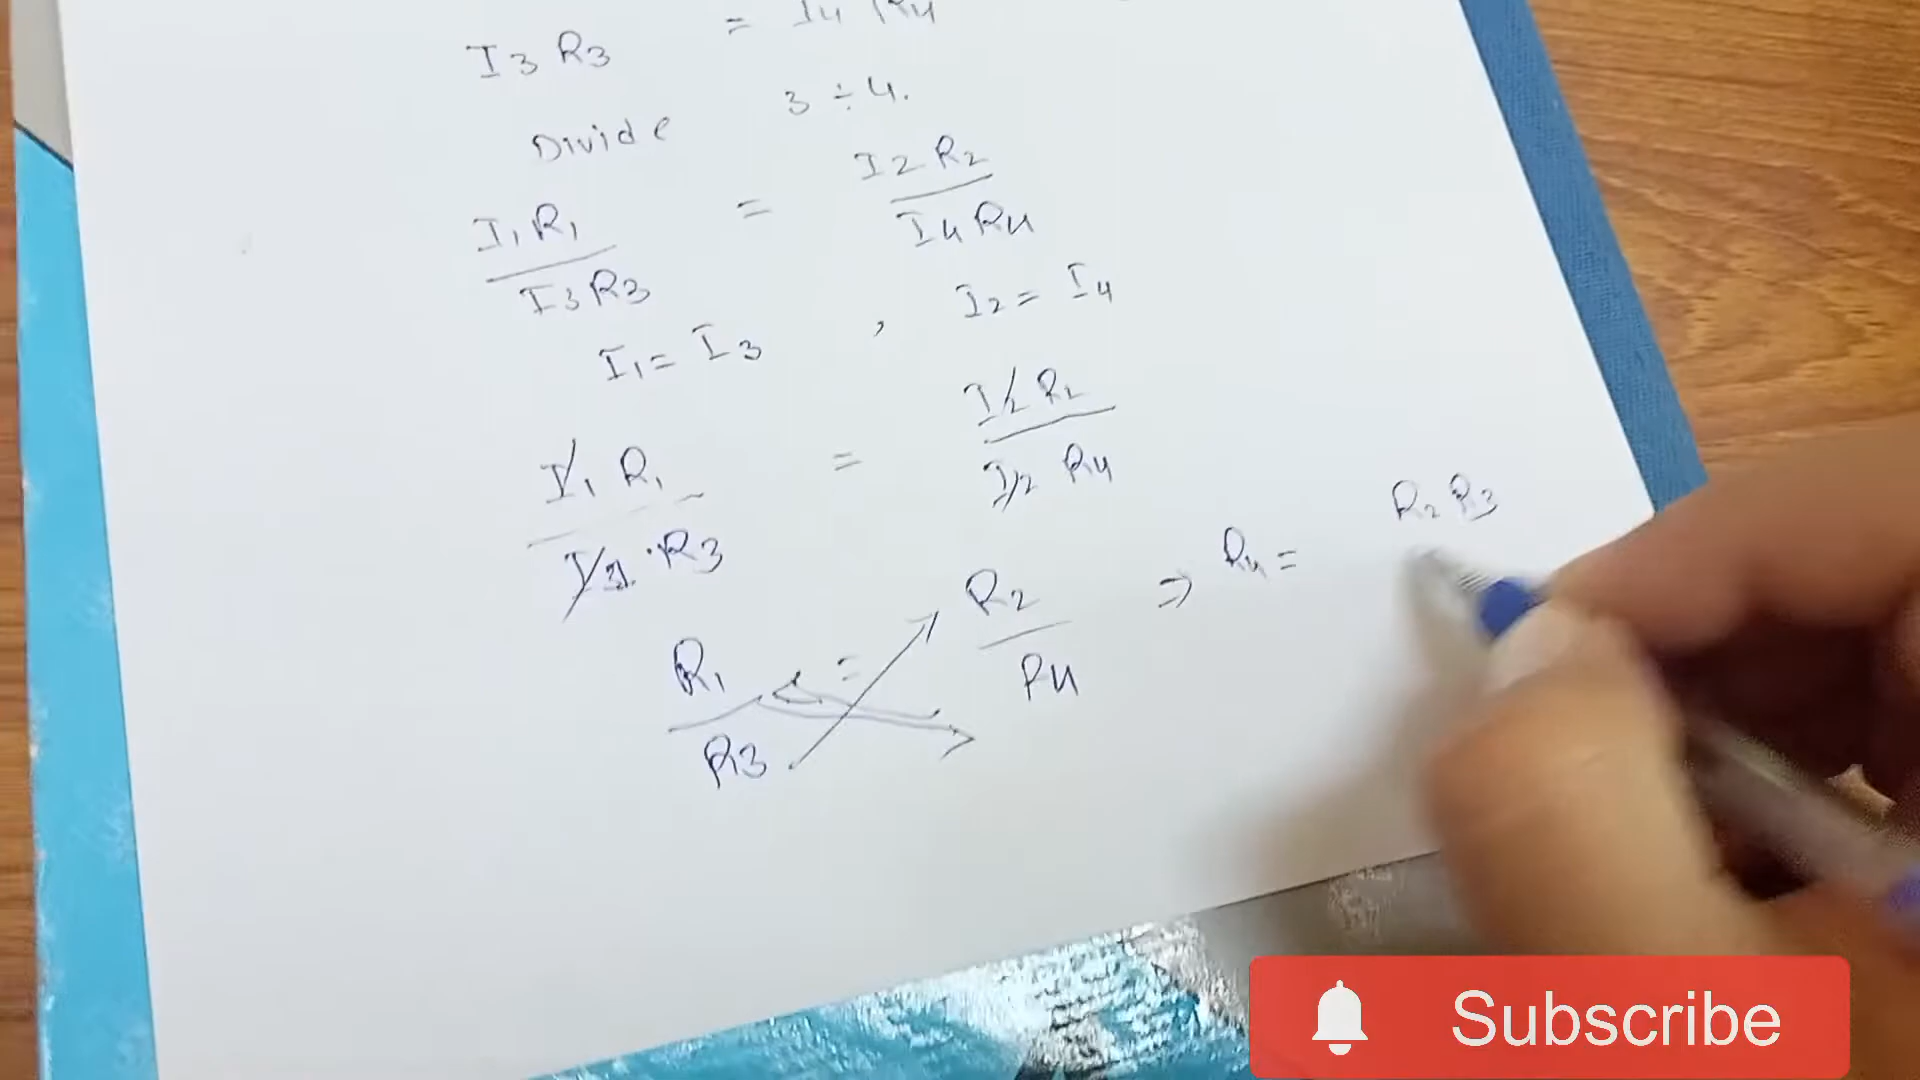 I3 R3 = I4 R4
Divide 3 ÷ 4.
I1 R1 / I3 R3 = I2 R2 / I4 R4
I1 = I3 , I2 = I4
I1 R1 / I1 · R3 = I2 R2 / I2 R4
R1 / R3 = R2 / R4 ⇒ R4 = R2 R3
Subscribe